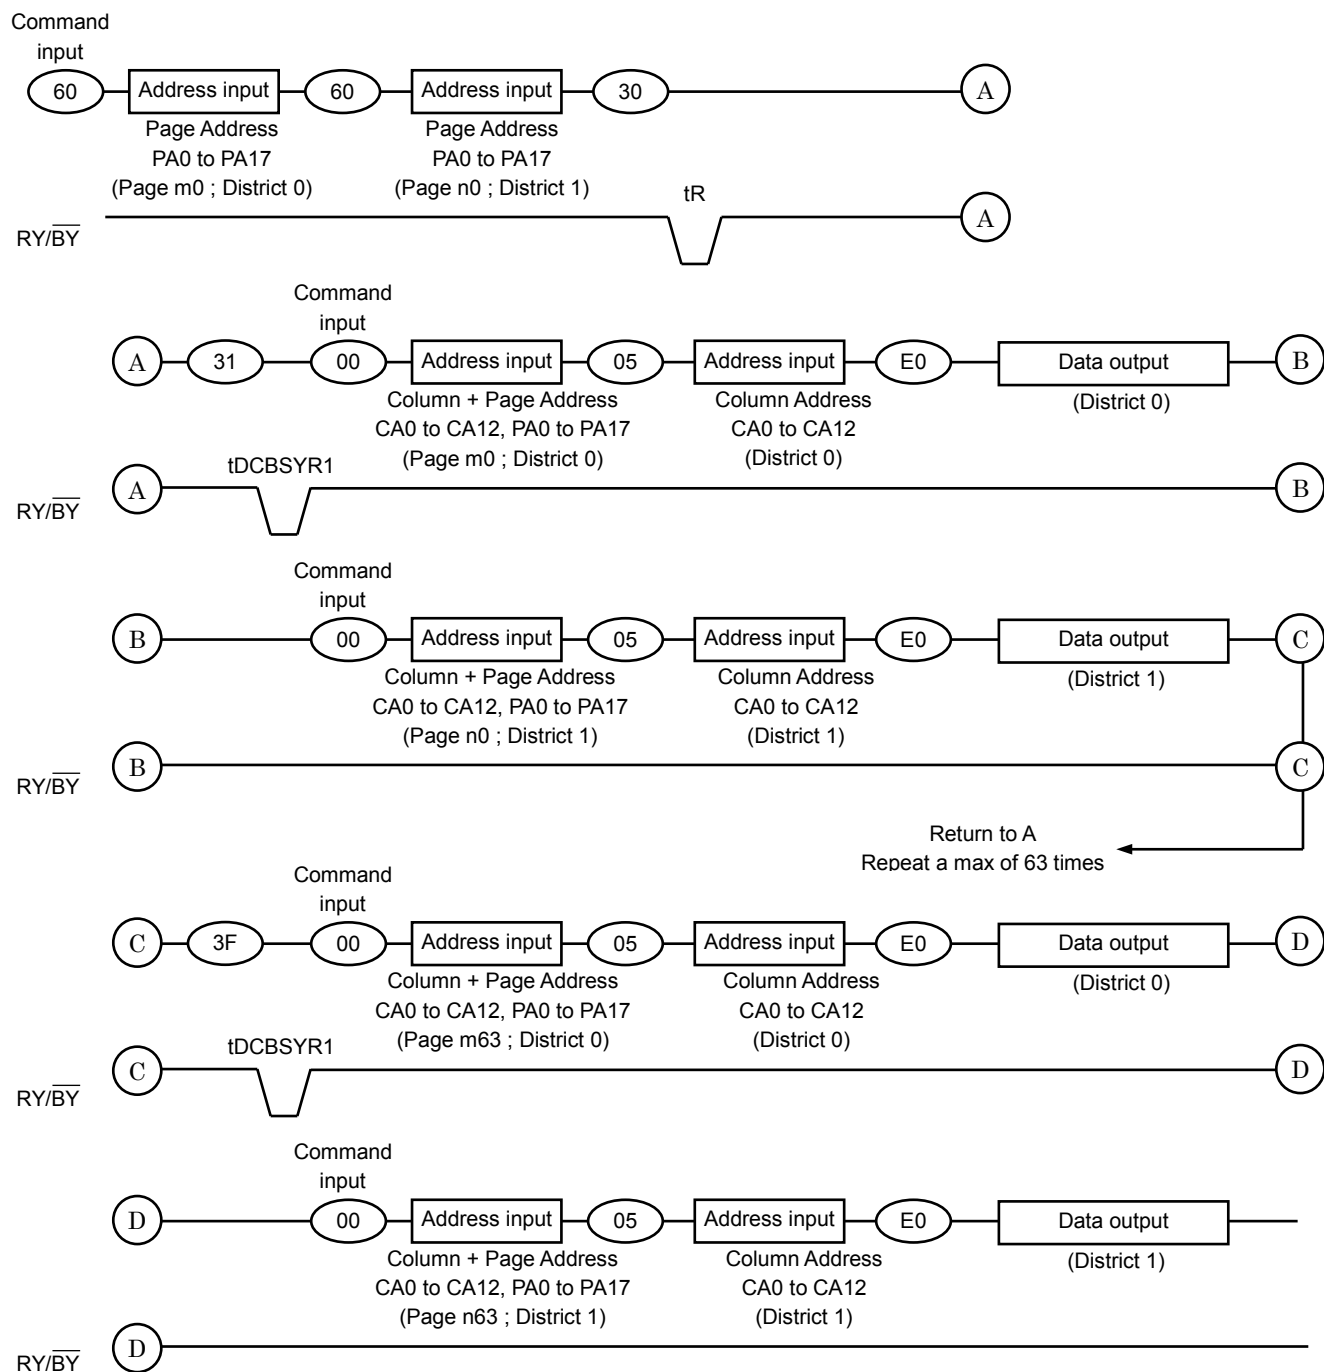 Command
input
60 Address input 60 Address input 30 A
Page Address Page Address
PA0 to PA17 PA0 to PA17
(Page m0 ; District 0) (Page n0 ; District 1)
tR
RY/BY A
Command
input
A 31 00 Address input 05 Address input E0 Data output B
Column + Page Address Column Address (District 0)
CA0 to CA12, PA0 to PA17 CA0 to CA12
(Page m0 ; District 0) (District 0)
tDCBSYR1
RY/BY A B
Command
input
B 00 Address input 05 Address input E0 Data output C
Column + Page Address Column Address (District 1)
CA0 to CA12, PA0 to PA17 CA0 to CA12
(Page n0 ; District 1) (District 1)
RY/BY B C
Return to A
Repeat a max of 63 times
Command
input
C 3F 00 Address input 05 Address input E0 Data output D
Column + Page Address Column Address (District 0)
CA0 to CA12, PA0 to PA17 CA0 to CA12
(Page m63 ; District 0) (District 0)
tDCBSYR1
RY/BY C D
Command
input
D 00 Address input 05 Address input E0 Data output
Column + Page Address Column Address (District 1)
CA0 to CA12, PA0 to PA17 CA0 to CA12
(Page n63 ; District 1) (District 1)
RY/BY D